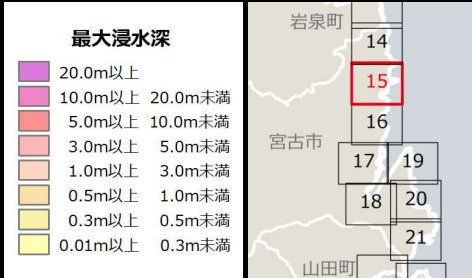 最大浸水深
20.0m以上
10.0m以上 20.0m未満
5.0m以上 10.0m未満
3.0m以上 5.0m未満
1.0m以上 3.0m未満
0.5m以上 1.0m未満
0.3m以上 0.5m未満
0.01m以上 0.3m未満
岩泉町
14
15
16
宮古市
17
19
18
20
21
山田町